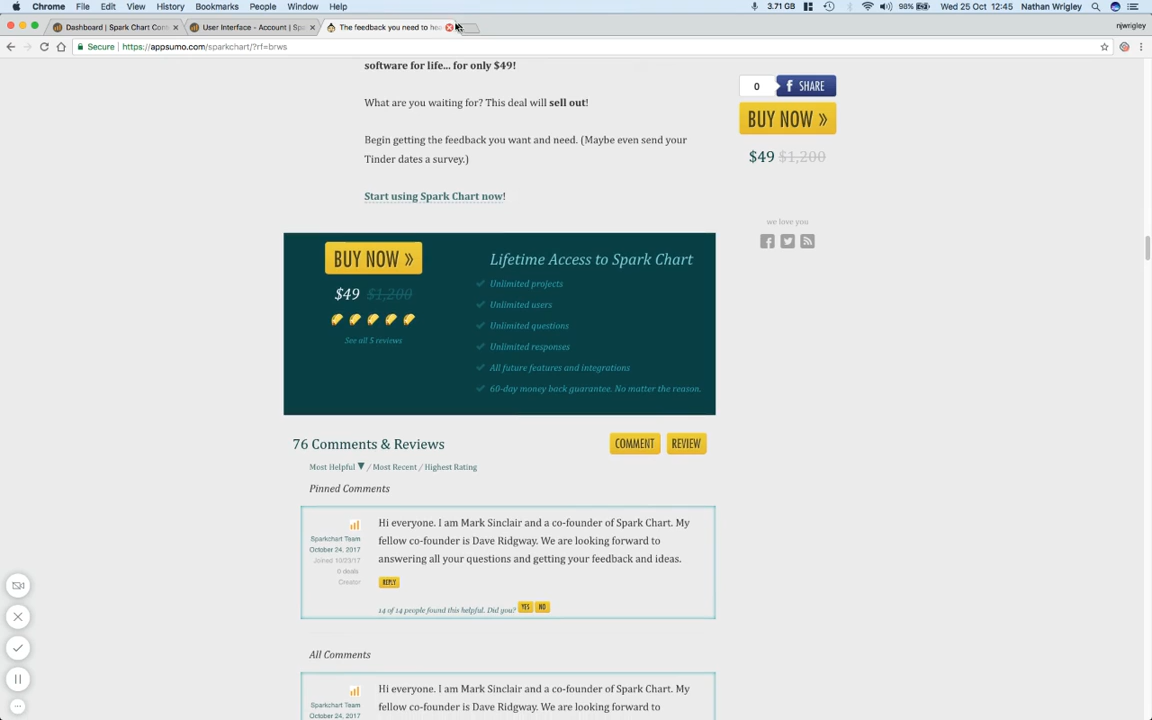 Chrome File Edit View History Bookmarks People Window Help 3.71 GB 98% Wed 25 Oct 12:45 Nathan Wrigley
Dashboard | Spark Chart Con User Interface - Account | Spa The feedback you need to hea njwrigley
Secure https://appsumo.com/sparkchart/?rf=brws
software for life... for only $49!
0 SHARE
What are you waiting for? This deal will sell out!
BUY NOW »
Begin getting the feedback you want and need. (Maybe even send your
Tinder dates a survey.)
$49 $1,200
Start using Spark Chart now!
we love you
BUY NOW »
Lifetime Access to Spark Chart
Unlimited projects
$49 $1,200
Unlimited users
Unlimited questions
See all 5 reviews
Unlimited responses
All future features and integrations
60-day money back guarantee. No matter the reason.
76 Comments & Reviews COMMENT REVIEW
Most Helpful ▼ / Most Recent / Highest Rating
Pinned Comments
Sparkchart Team
October 24, 2017
Joined 10/23/17
0 deals
Creator
Hi everyone. I am Mark Sinclair and a co-founder of Spark Chart. My
fellow co-founder is Dave Ridgway. We are looking forward to
answering all your questions and getting your feedback and ideas.
REPLY
14 of 14 people found this helpful. Did you? YES NO
All Comments
Sparkchart Team
October 24, 2017
Hi everyone. I am Mark Sinclair and a co-founder of Spark Chart. My
fellow co-founder is Dave Ridgway. We are looking forward to